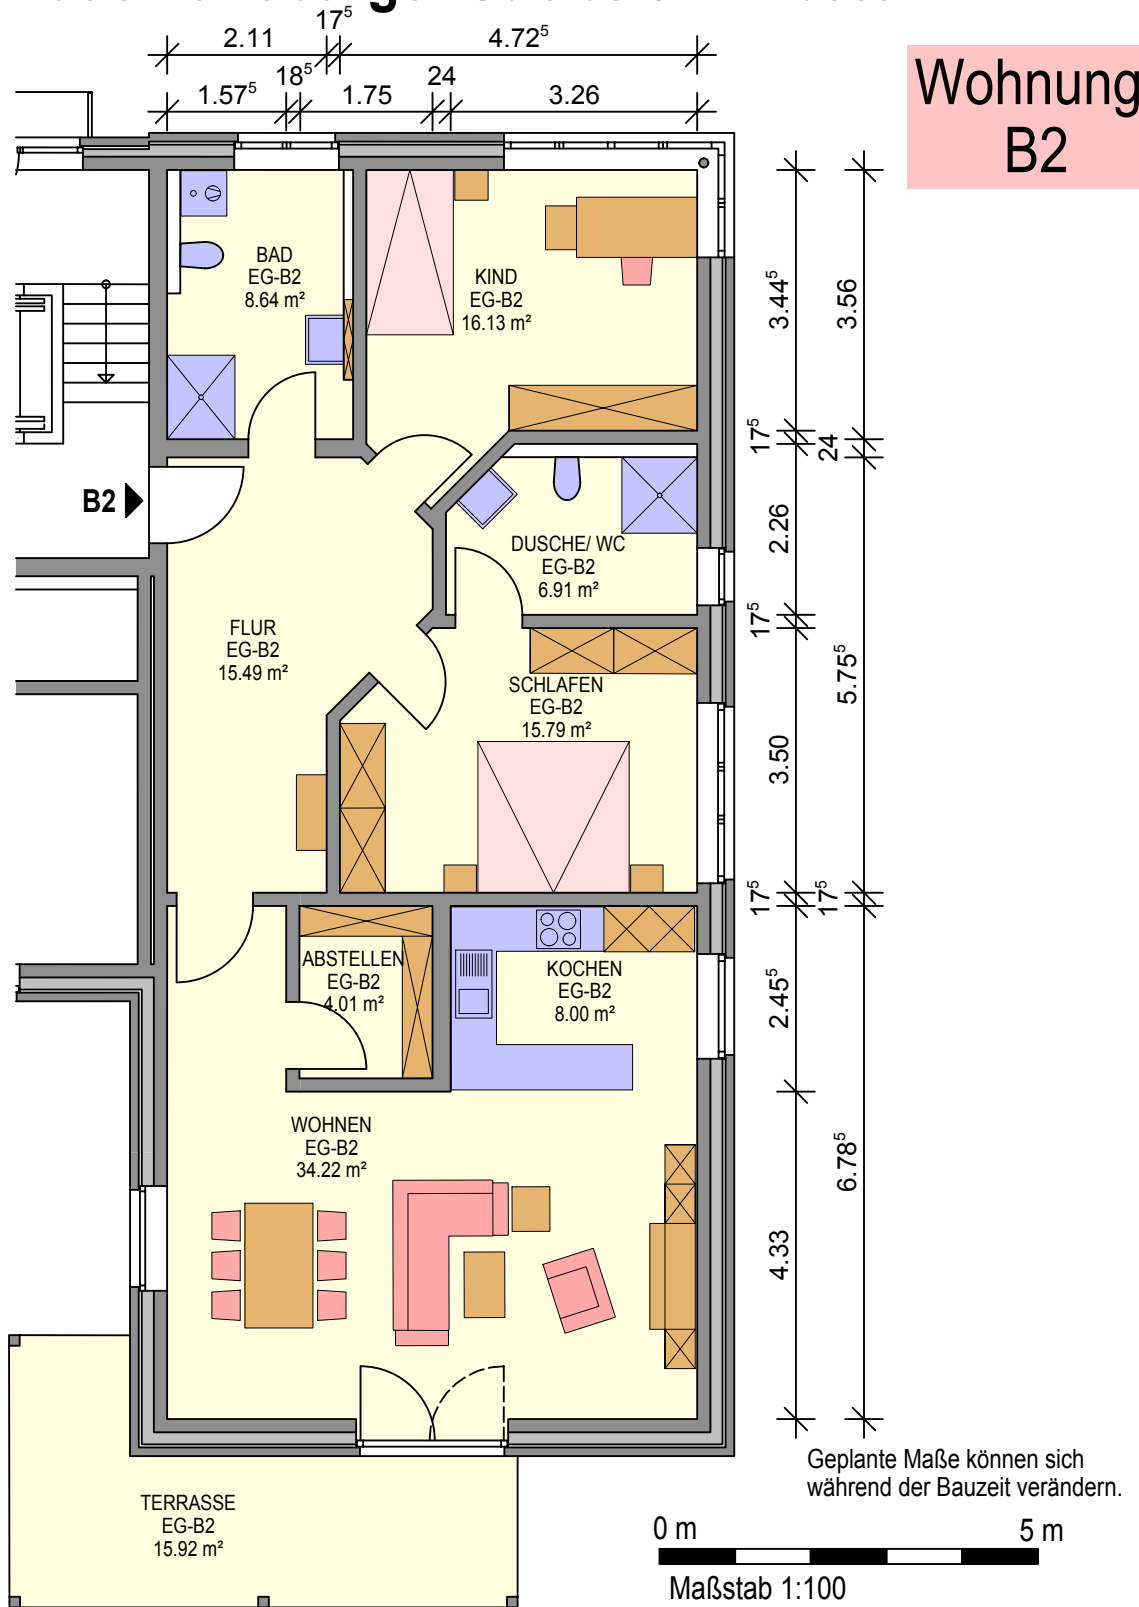 Wohnung
B2
2.11
17⁵
4.72⁵
1.57⁵
18⁵
1.75
24
3.26
BAD
EG-B2
8.64 m²
KIND
EG-B2
16.13 m²
3.44⁵
3.56
17⁵
24
B2
DUSCHE/ WC
EG-B2
6.91 m²
2.26
17⁵
FLUR
EG-B2
15.49 m²
SCHLAFEN
EG-B2
15.79 m²
5.75⁵
3.50
17⁵
17⁵
ABSTELLEN
EG-B2
4.01 m²
KOCHEN
EG-B2
8.00 m²
2.45⁵
WOHNEN
EG-B2
34.22 m²
6.78⁵
4.33
Geplante Maße können sich
während der Bauzeit verändern.
TERRASSE
EG-B2
15.92 m²
0 m
5 m
Maßstab 1:100